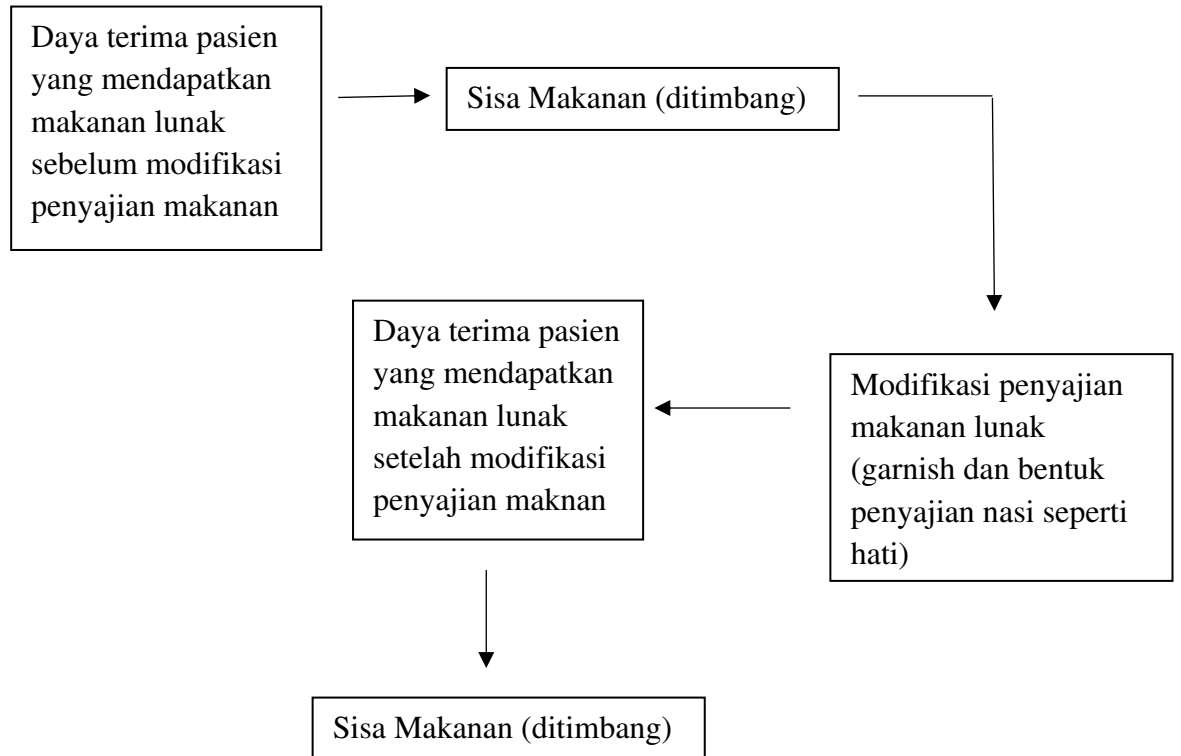 Daya terima pasien
yang mendapatkan
makanan lunak
sebelum modifikasi
penyajian makanan
Sisa Makanan (ditimbang)
Modifikasi penyajian
makanan lunak
(garnish dan bentuk
penyajian nasi seperti
hati)
Daya terima pasien
yang mendapatkan
makanan lunak
setelah modifikasi
penyajian maknan
Sisa Makanan (ditimbang)